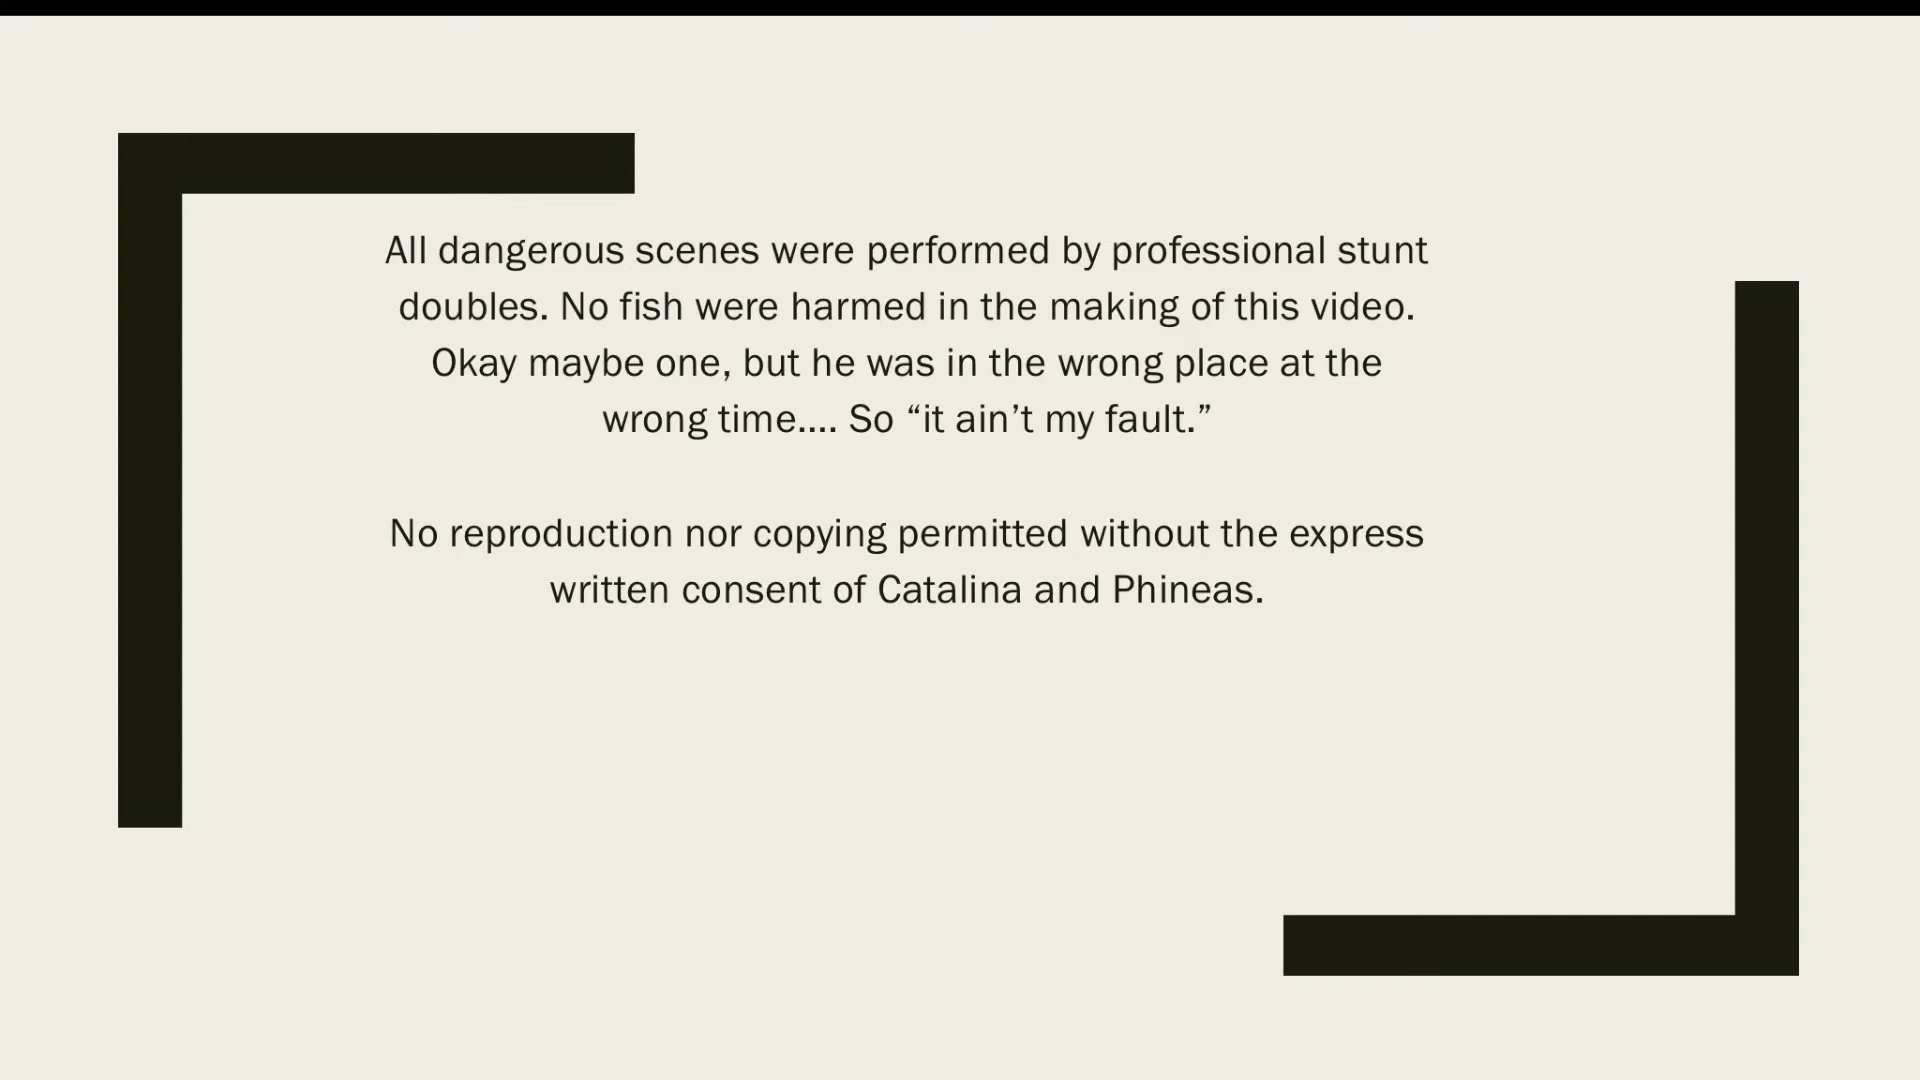 All dangerous scenes were performed by professional stunt
doubles. No fish were harmed in the making of this video.
Okay maybe one, but he was in the wrong place at the
wrong time.... So “it ain’t my fault.”
No reproduction nor copying permitted without the express
written consent of Catalina and Phineas.